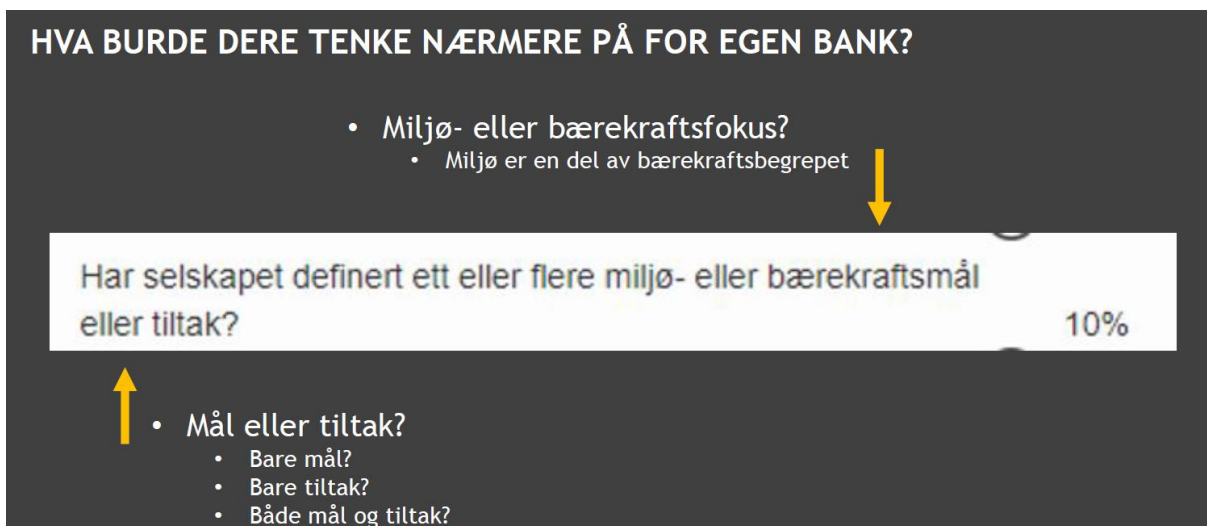 HVA BURDE DERE TENKE NÆRMERE PÅ FOR EGEN BANK?
• Miljø- eller bærekraftsfokus?
• Miljø er en del av bærekraftsbegrepet
Har selskapet definert ett eller flere miljø- eller bærekraftsmål
eller tiltak? 10%
• Mål eller tiltak?
• Bare mål?
• Bare tiltak?
• Både mål og tiltak?